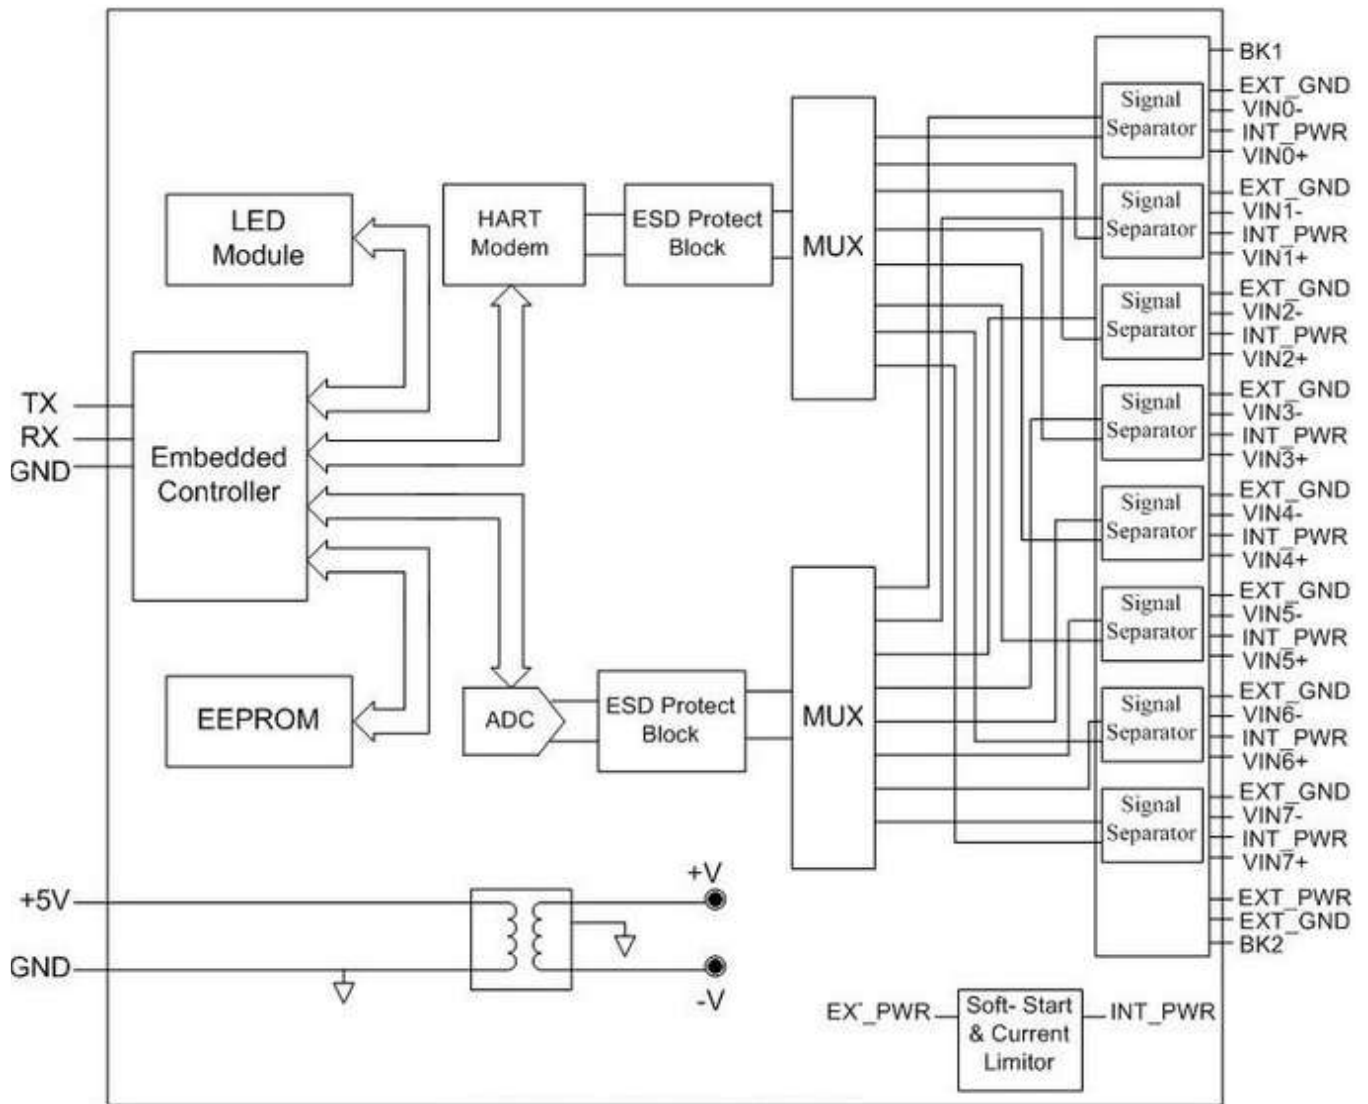 BK1
Signal
Separator
EXT_GND
VIN0-
INT_PWR
VIN0+
LED
Module
HART
Modem
ESD Protect
Block
MUX
Signal
Separator
EXT_GND
VIN1-
INT_PWR
VIN1+
Signal
Separator
EXT_GND
VIN2-
INT_PWR
VIN2+
TX
RX
GND
Embedded
Controller
Signal
Separator
EXT_GND
VIN3-
INT_PWR
VIN3+
Signal
Separator
EXT_GND
VIN4-
INT_PWR
VIN4+
Signal
Separator
EXT_GND
VIN5-
INT_PWR
VIN5+
EEPROM
ADC
ESD Protect
Block
MUX
Signal
Separator
EXT_GND
VIN6-
INT_PWR
VIN6+
Signal
Separator
EXT_GND
VIN7-
INT_PWR
VIN7+
+5V
GND
+V
-V
EXT_PWR
EXT_GND
BK2
EX_PWR
Soft- Start
& Current
Limitor
INT_PWR